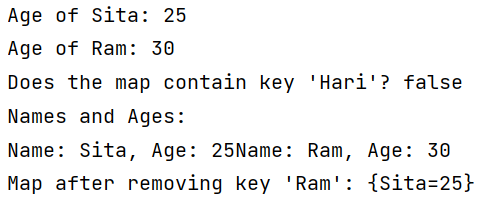 Age of Sita: 25
Age of Ram: 30
Does the map contain key 'Hari'? false
Names and Ages:
Name: Sita, Age: 25Name: Ram, Age: 30
Map after removing key 'Ram': {Sita=25}